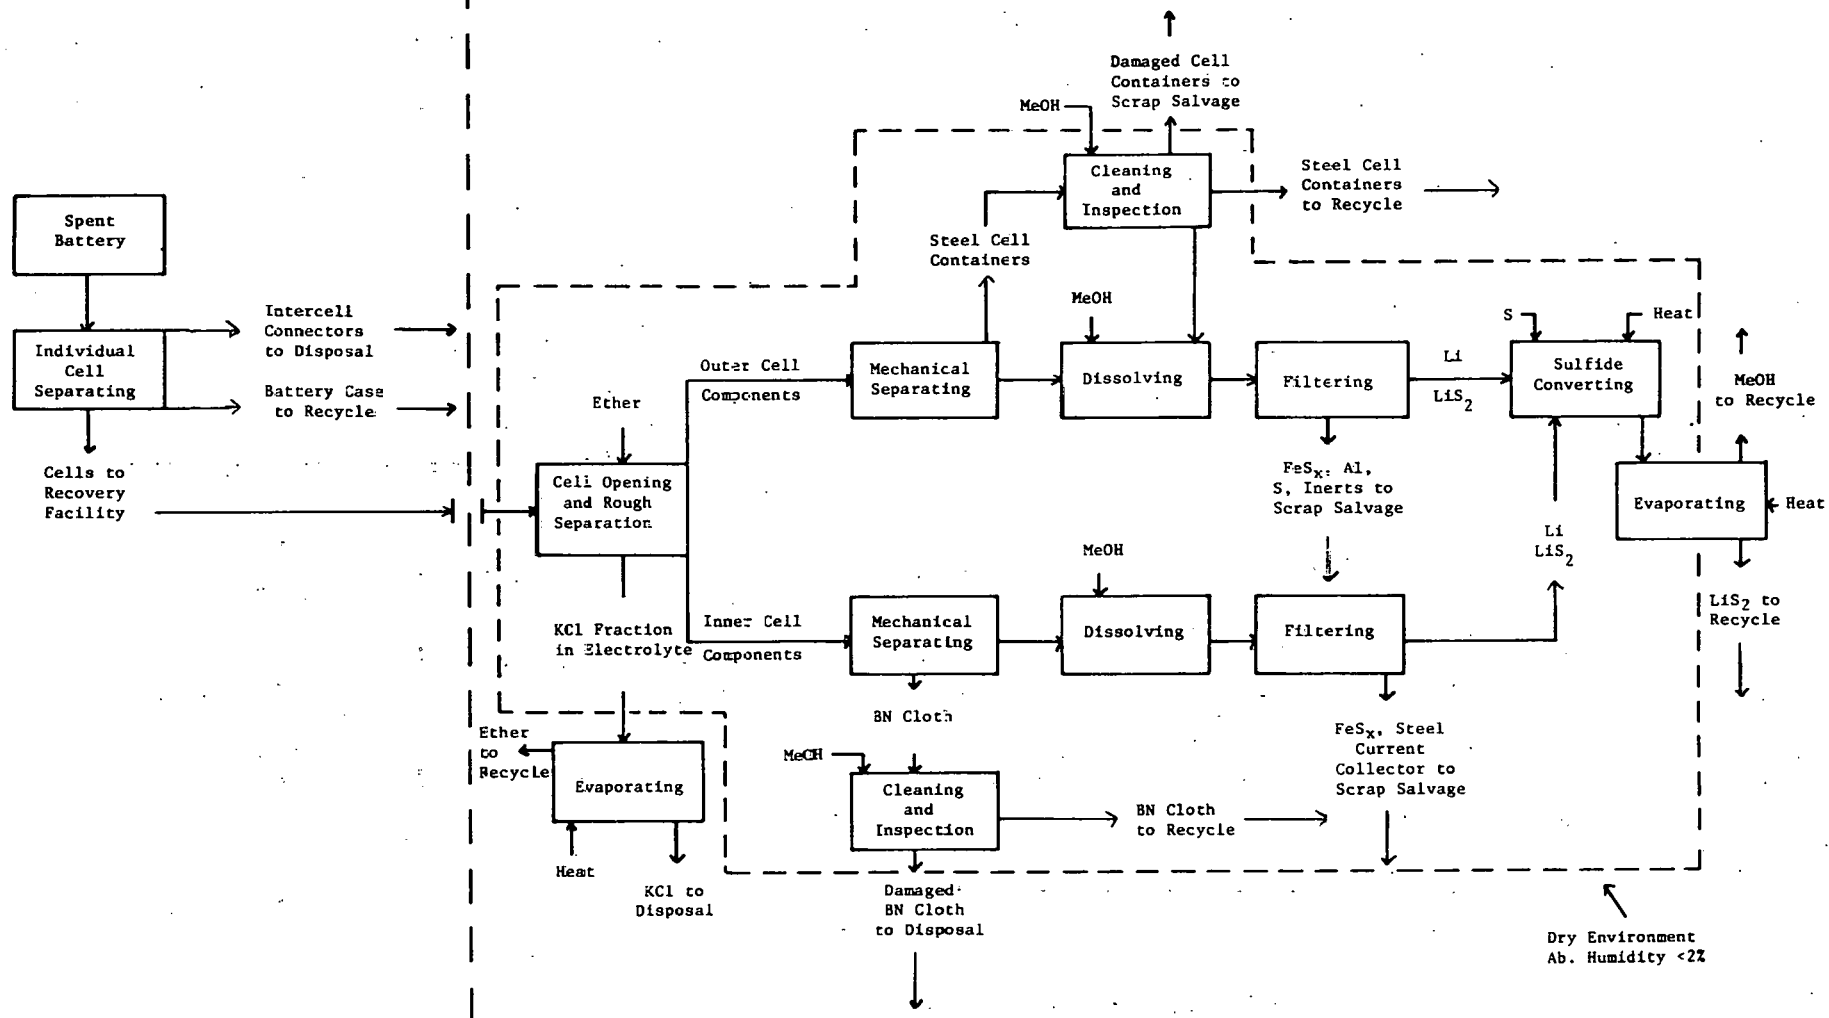 Damaged Cell
Containers to
Scrap Salvage
MeOH
Cleaning
and
Inspection
Steel Cell
Containers
to Recycle
Spent
Battery
Steel Cell
Containers
Intercell
Connectors
to Disposal
Individual
Cell
Separating
Battery Case
to Recycle
Cells to
Recovery
Facility
Ether
Cell Opening
and Rough
Separation
Outer Cell
Components
Mechanical
Separating
MeOH
Dissolving
Filtering
Li
LiS2
S
Heat
Sulfide
Converting
MeOH
to Recycle
Evaporating
Heat
LiS2 to
Recycle
FeSx, Al,
S, Inerts to
Scrap Salvage
Li
LiS2
KCl Fraction
in Electrolyte
Inner Cell
Components
Mechanical
Separating
MeOH
Dissolving
Filtering
Ether
to
Recycle
Evaporating
Heat
KCl to
Disposal
BN Cloth
MeOH
Cleaning
and
Inspection
BN Cloth
to Recycle
FeSx, Steel
Current
Collector to
Scrap Salvage
Damaged
BN Cloth
to Disposal
Dry Environment
Ab. Humidity <2%